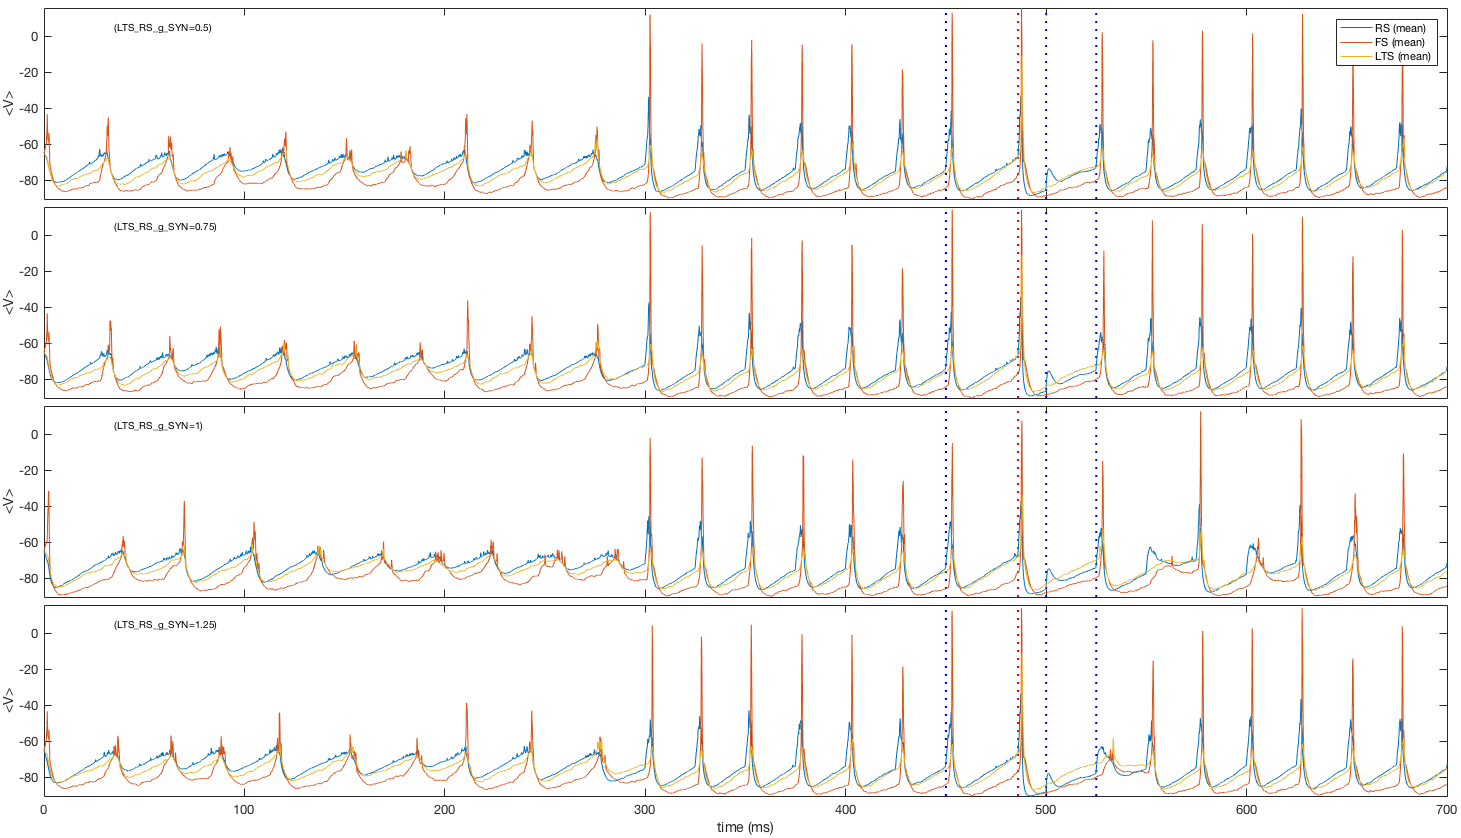 (LTS_RS_g_SYN=0.5)
RS (mean)
FS (mean)
LTS (mean)
0
-20
-40
-60
-80
<V>
(LTS_RS_g_SYN=0.75)
0
-20
-40
-60
-80
<V>
(LTS_RS_g_SYN=1)
0
-20
-40
-60
-80
<V>
(LTS_RS_g_SYN=1.25)
0
-20
-40
-60
-80
<V>
0 100 200 300 400 500 600 700
time (ms)